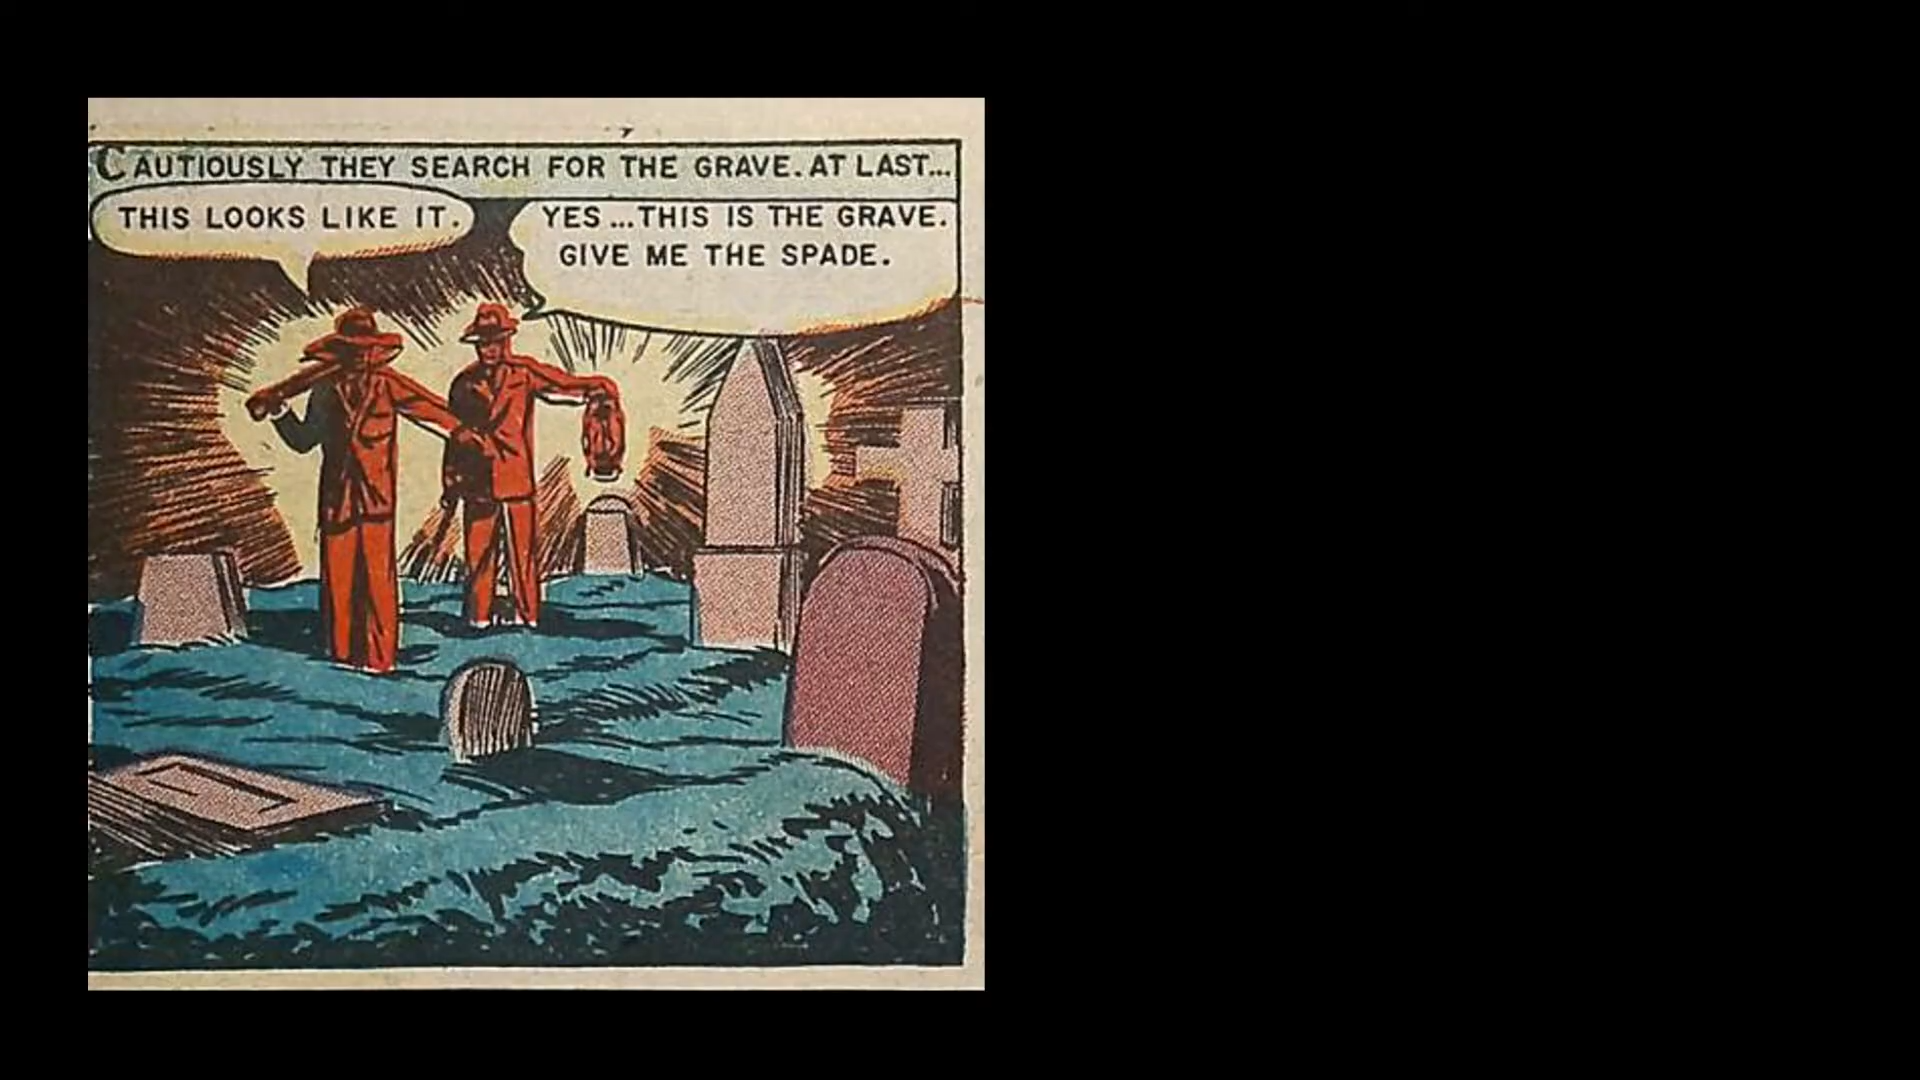 CAUTIOUSLY THEY SEARCH FOR THE GRAVE. AT LAST...
THIS LOOKS LIKE IT.
YES...THIS IS THE GRAVE.
GIVE ME THE SPADE.